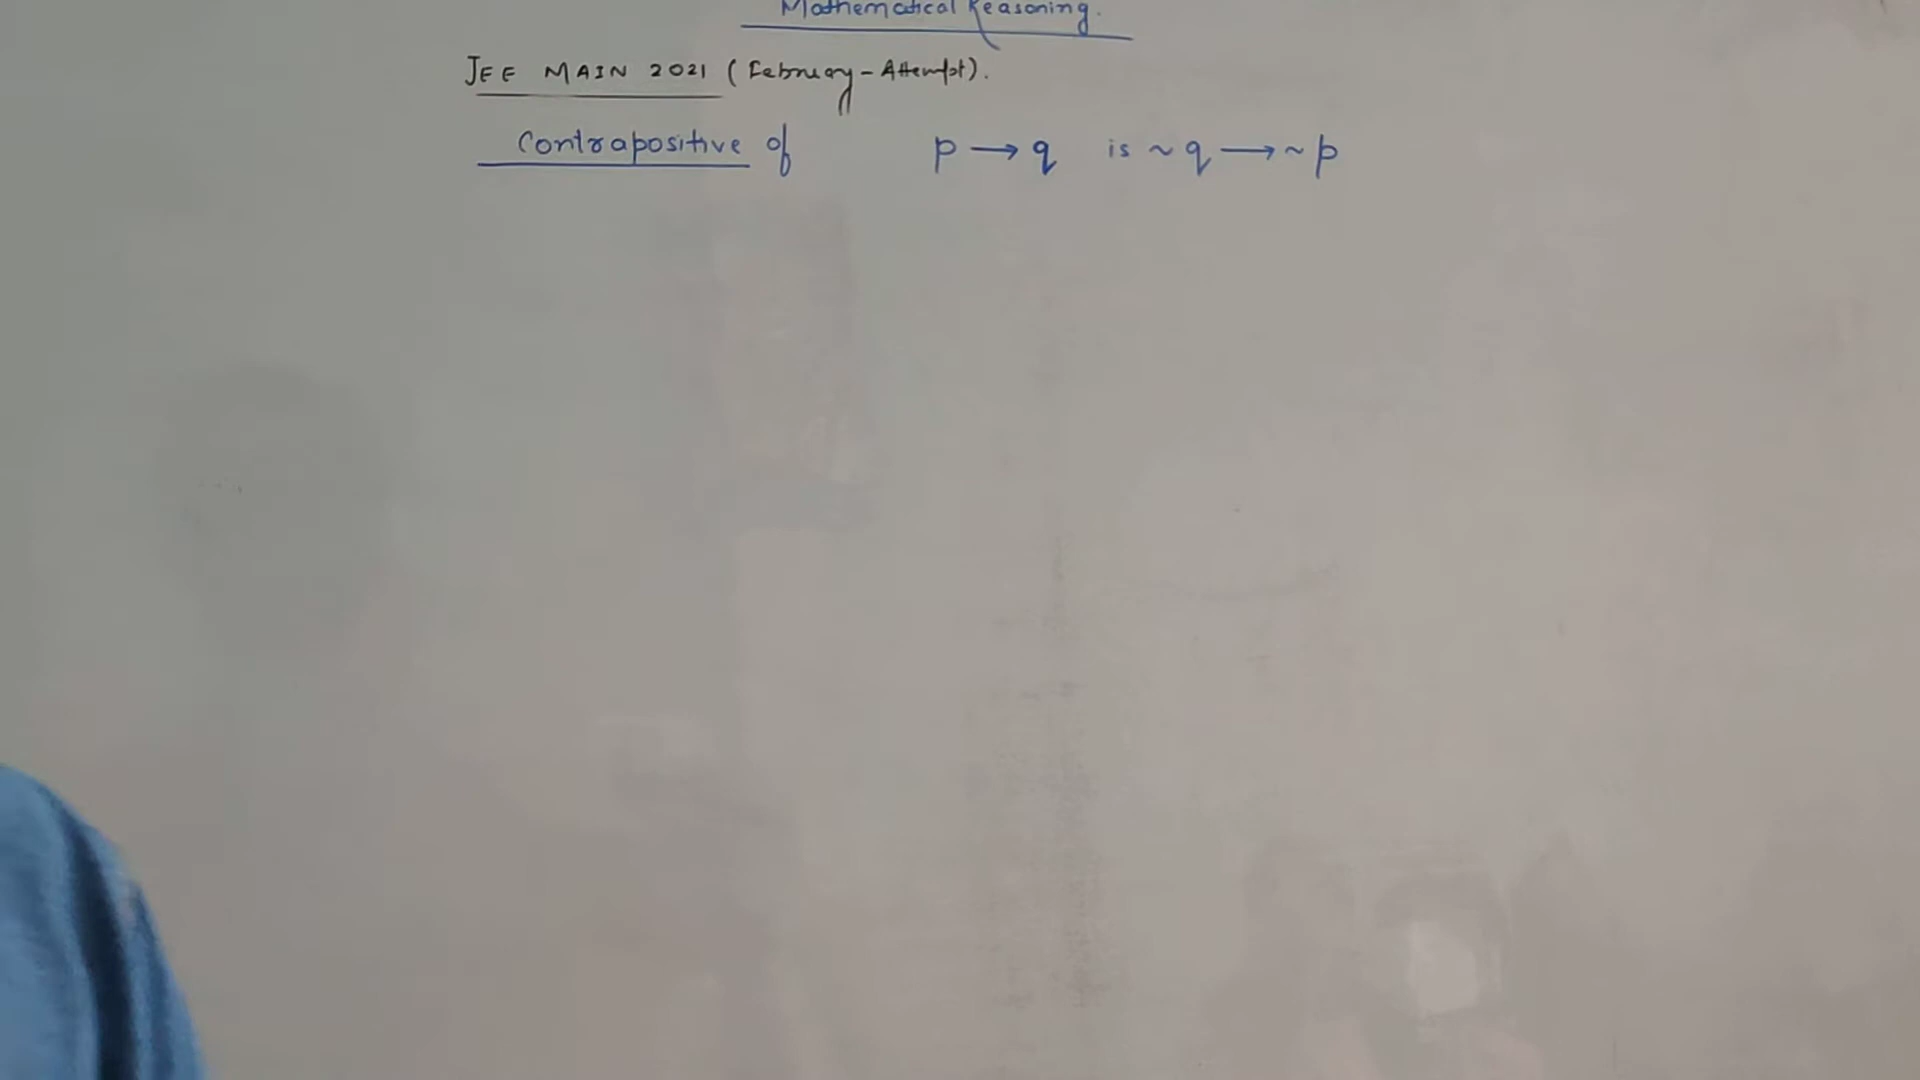 Mathematical Reasoning.
JEE MAIN 2021 (February-Attempt).
Contrapositive of p → q is ~q → ~p